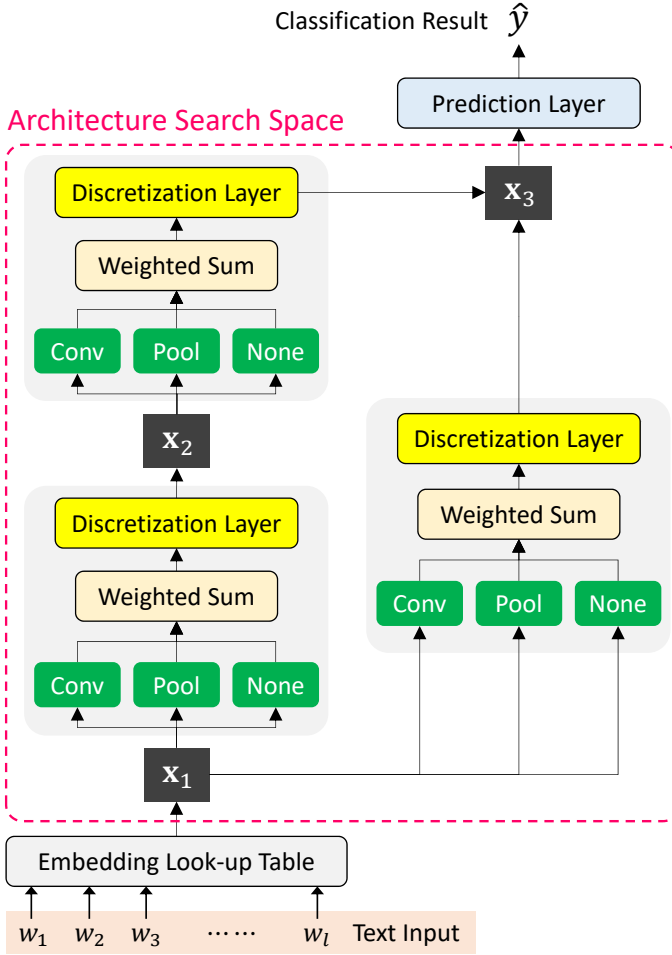 Classification Result ŷ
Prediction Layer
Architecture Search Space
Discretization Layer
x₃
Weighted Sum
Conv Pool None
x₂
Discretization Layer
Discretization Layer
Weighted Sum
Weighted Sum
Conv Pool None
Conv Pool None
x₁
Embedding Look-up Table
w₁ w₂ w₃ ⋯⋯ wₗ Text Input